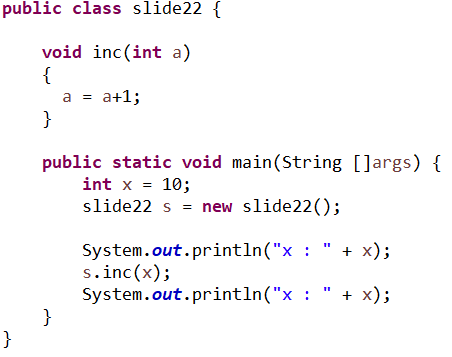 public class slide22 {
void inc(int a)
{
a = a+1;
}
public static void main(String []args) {
int x = 10;
slide22 s = new slide22();
System.out.println("x : " + x);
s.inc(x);
System.out.println("x : " + x);
}
}